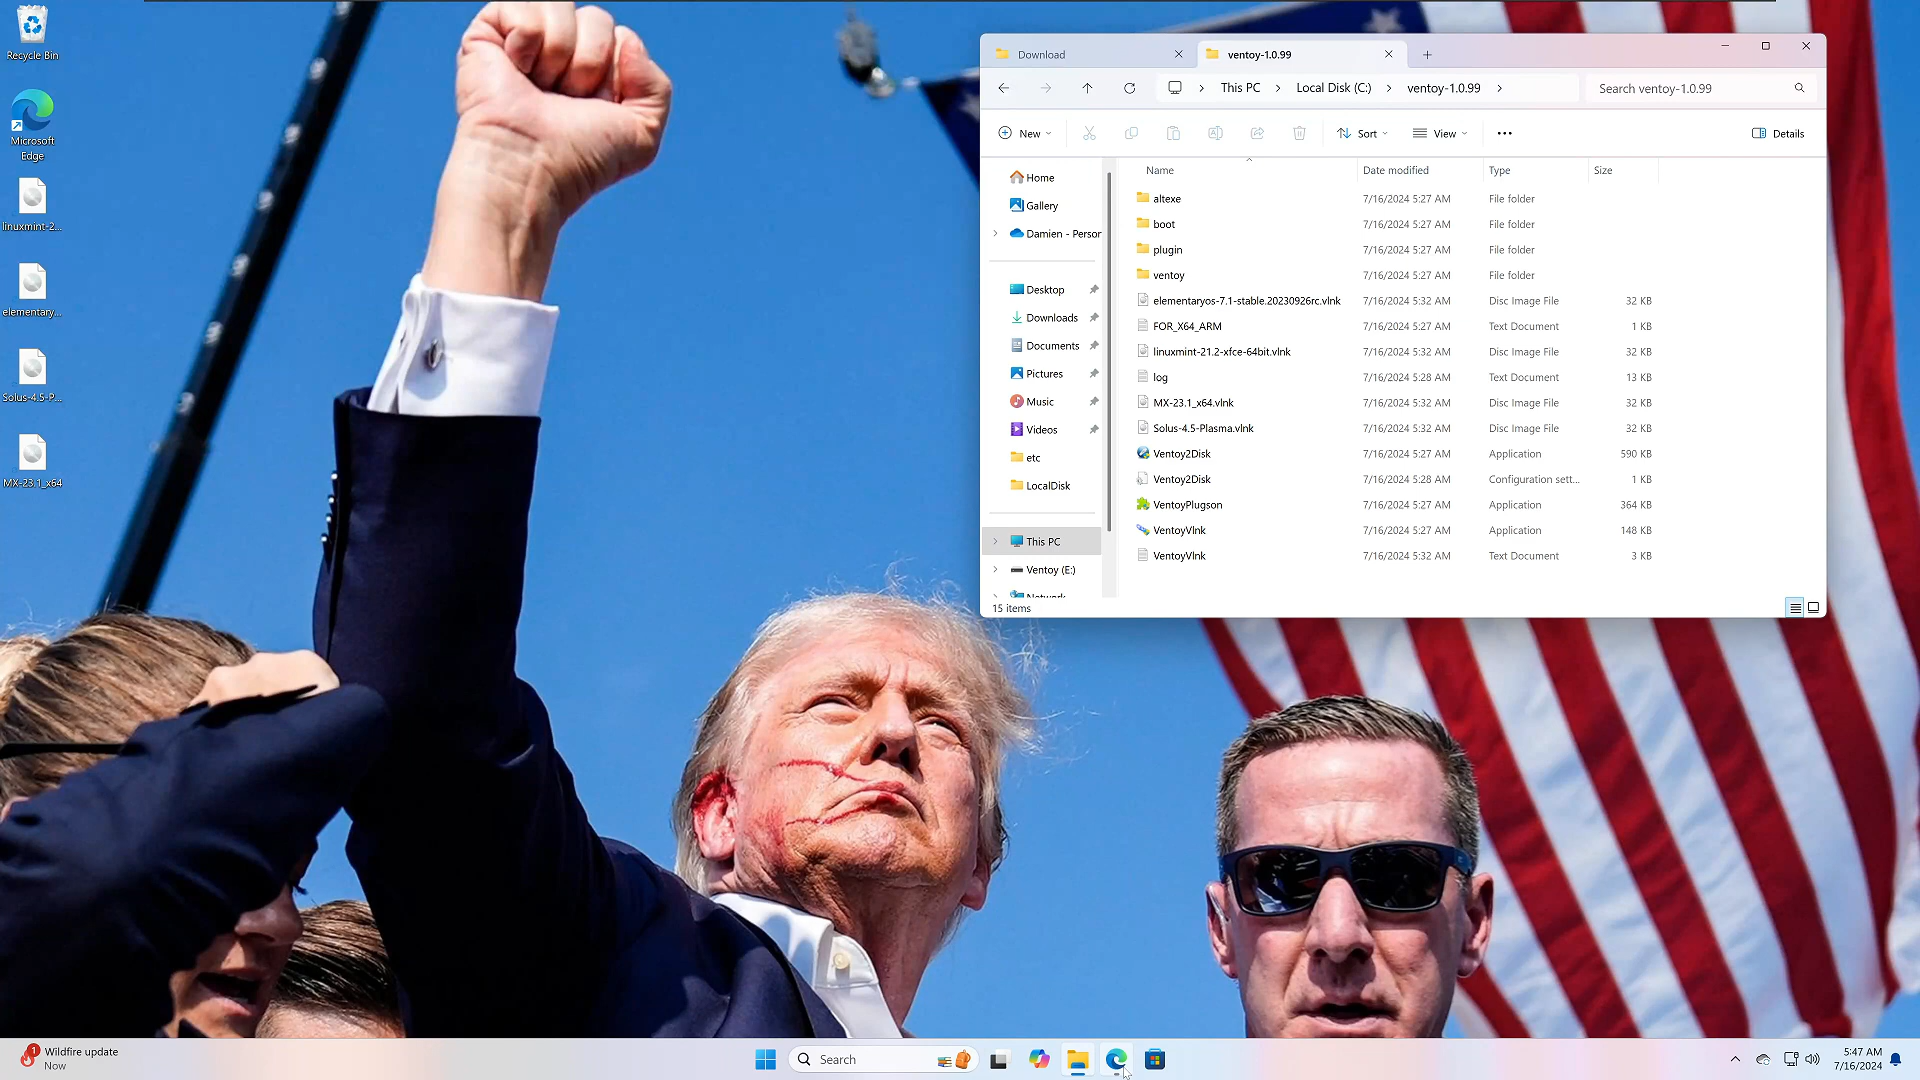 Recycle Bin
Microsoft
Edge
linuxmint-2...
elementary...
Solus-4.5-P...
MX-23.1_x64
Download
ventoy-1.0.99
This PC
Local Disk (C:)
ventoy-1.0.99
Search ventoy-1.0.99
New
Sort
View
Details
Home
Gallery
Damien - Person
Desktop
Downloads
Documents
Pictures
Music
Videos
etc
LocalDisk
This PC
Ventoy (E:)
Network
Name Date modified Type Size
altexe 7/16/2024 5:27 AM File folder
boot 7/16/2024 5:27 AM File folder
plugin 7/16/2024 5:27 AM File folder
ventoy 7/16/2024 5:27 AM File folder
elementaryos-7.1-stable.20230926rc.vlnk 7/16/2024 5:32 AM Disc Image File 32 KB
FOR_X64_ARM 7/16/2024 5:27 AM Text Document 1 KB
linuxmint-21.2-xfce-64bit.vlnk 7/16/2024 5:32 AM Disc Image File 32 KB
log 7/16/2024 5:28 AM Text Document 13 KB
MX-23.1_x64.vlnk 7/16/2024 5:32 AM Disc Image File 32 KB
Solus-4.5-Plasma.vlnk 7/16/2024 5:32 AM Disc Image File 32 KB
Ventoy2Disk 7/16/2024 5:27 AM Application 590 KB
Ventoy2Disk 7/16/2024 5:28 AM Configuration sett... 1 KB
VentoyPlugson 7/16/2024 5:27 AM Application 364 KB
VentoyVlnk 7/16/2024 5:27 AM Application 148 KB
VentoyVlnk 7/16/2024 5:32 AM Text Document 3 KB
15 items
1
Wildfire update
Now
Search
5:47 AM
7/16/2024